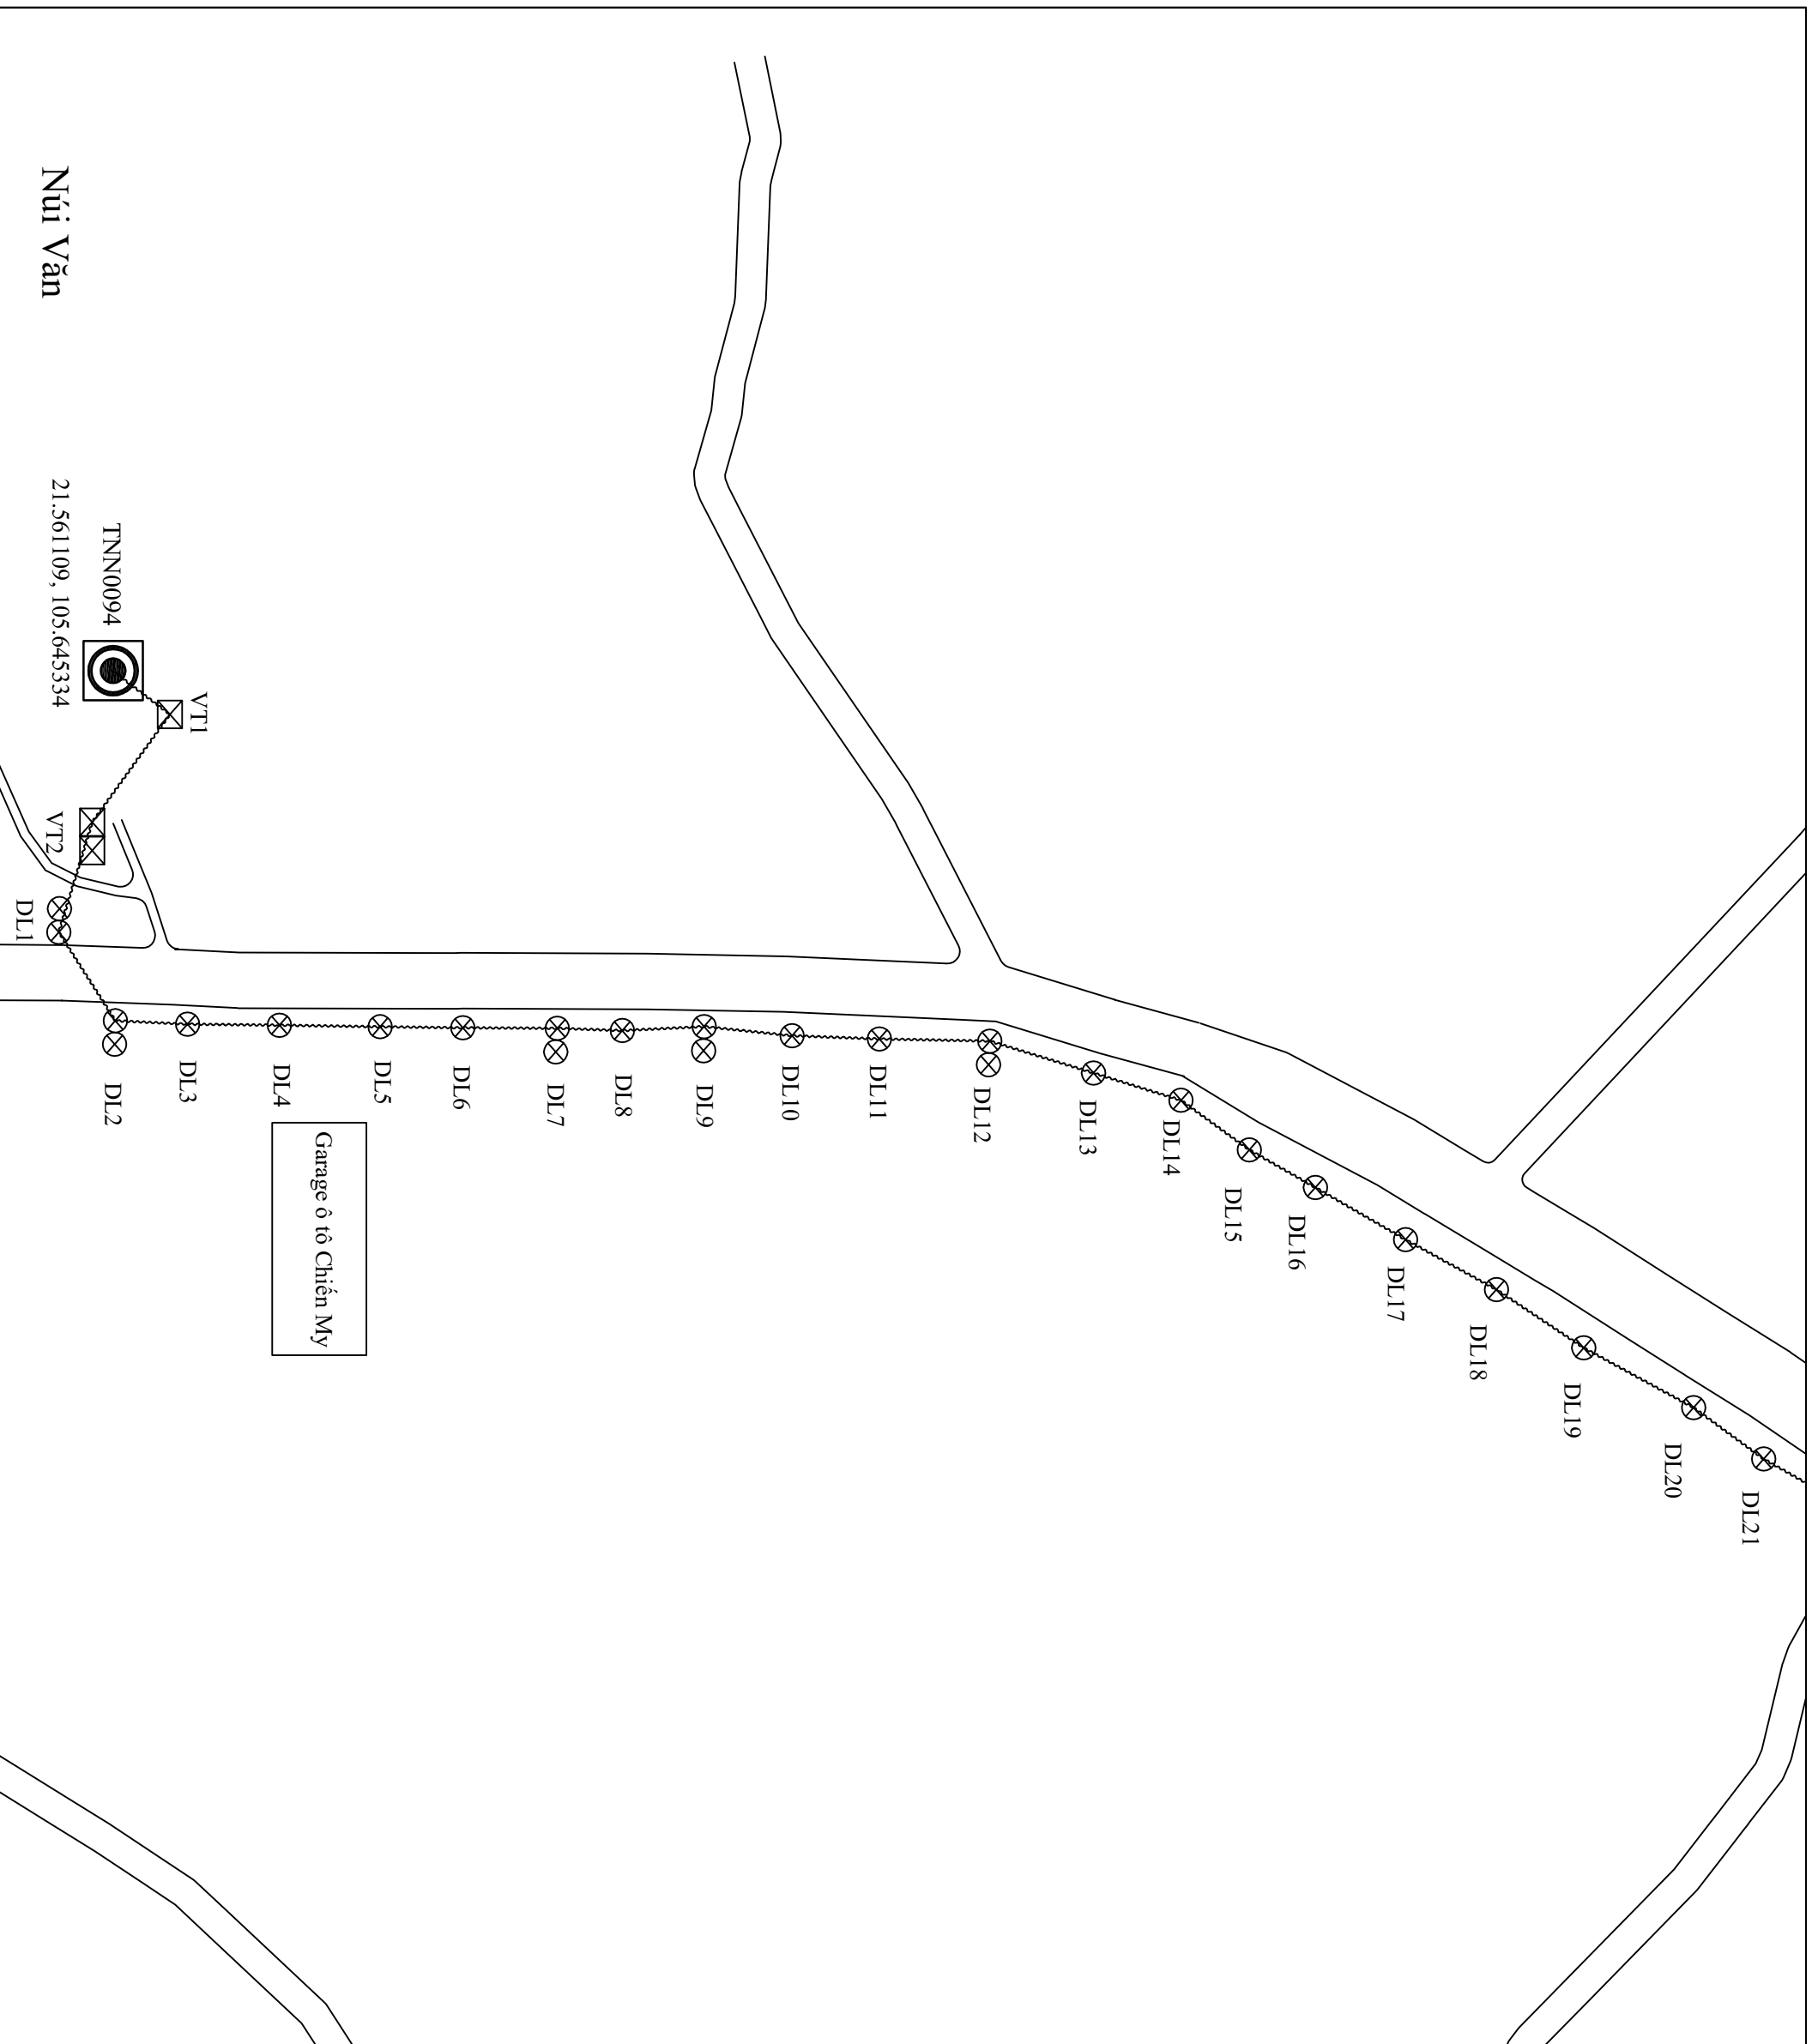 Núi Văn
TNN0094
21.561109, 105.645334
VT1
VT2
DL1
DL2
DL3
DL4
DL5
DL6
DL7
DL8
DL9
DL10
DL11
DL12
DL13
DL14
DL15
DL16
DL17
DL18
DL19
DL20
DL21
Garage ô tô Chiến My